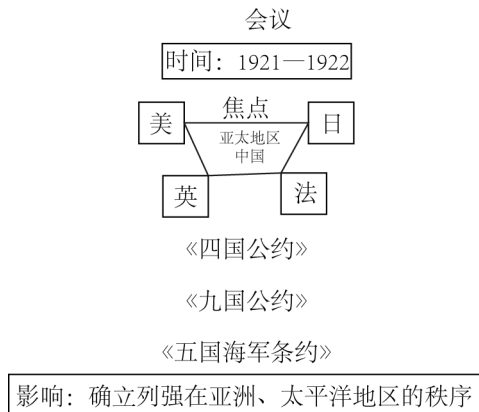 会议
时间：1921—1922
美 焦点 日
亚太地区
中国
英 法
《四国公约》
《九国公约》
《五国海军条约》
影响：确立列强在亚洲、太平洋地区的秩序